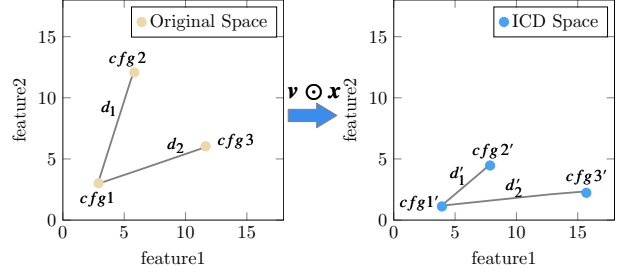 Original Space
15
10
5
0
0
5
10
15
feature2
feature1
cfg2
d₁
d₂
cfg3
cfg1
v ⊙ x
ICD Space
15
10
5
0
0
5
10
15
feature2
feature1
cfg2′
d′₁
cfg3′
d′₂
cfg1′